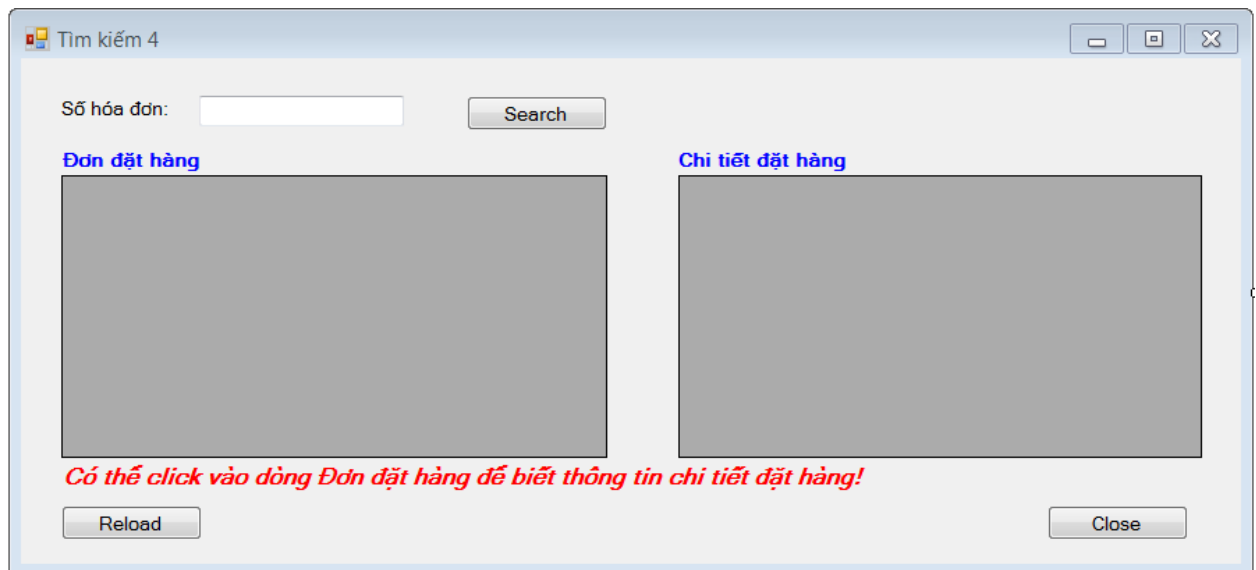 Tìm kiếm 4
Số hóa đơn:
Search
Đơn đặt hàng
Chi tiết đặt hàng
Có thể click vào dòng Đơn đặt hàng để biết thông tin chi tiết đặt hàng!
Reload
Close